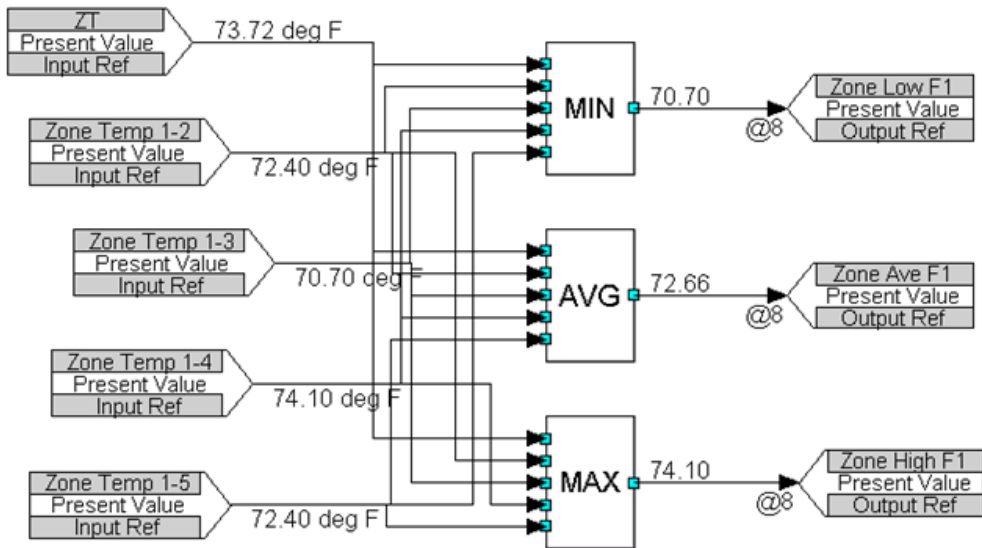 ZT
Present Value
Input Ref
73.72 deg F
Zone Temp 1-2
Present Value
Input Ref
72.40 deg F
Zone Temp 1-3
Present Value
Input Ref
70.70 deg F
Zone Temp 1-4
Present Value
Input Ref
74.10 deg F
Zone Temp 1-5
Present Value
Input Ref
72.40 deg F
MIN
70.70
@8
Zone Low F1
Present Value
Output Ref
AVG
72.66
@8
Zone Ave F1
Present Value
Output Ref
MAX
74.10
@8
Zone High F1
Present Value
Output Ref